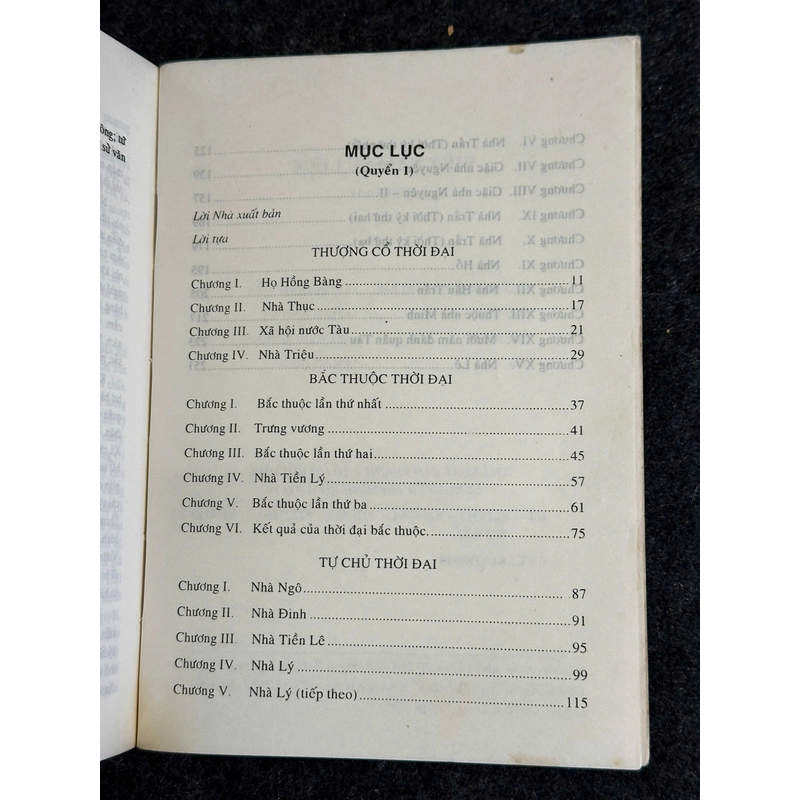 ông; tư
sử văn
MỤC LỤC
(Quyển 1)
Lời Nhà xuất bản
Lời tựa
THƯỢNG CỔ THỜI ĐẠI
Chương I. Họ Hồng Bàng 11
Chương II. Nhà Thục 17
Chương III. Xã hội nước Tàu 21
Chương IV. Nhà Triệu 29
BẮC THUỘC THỜI ĐẠI
Chương I. Bắc thuộc lần thứ nhất 37
Chương II. Trưng vương 41
Chương III. Bắc thuộc lần thứ hai 45
Chương IV. Nhà Tiền Lý 57
Chương V. Bắc thuộc lần thứ ba 61
Chương VI. Kết quả của thời đại bắc thuộc. 75
TỰ CHỦ THỜI ĐẠI
Chương I. Nhà Ngô 87
Chương II. Nhà Đinh 91
Chương III. Nhà Tiền Lê 95
Chương IV. Nhà Lý 99
Chương V. Nhà Lý (tiếp theo) 115